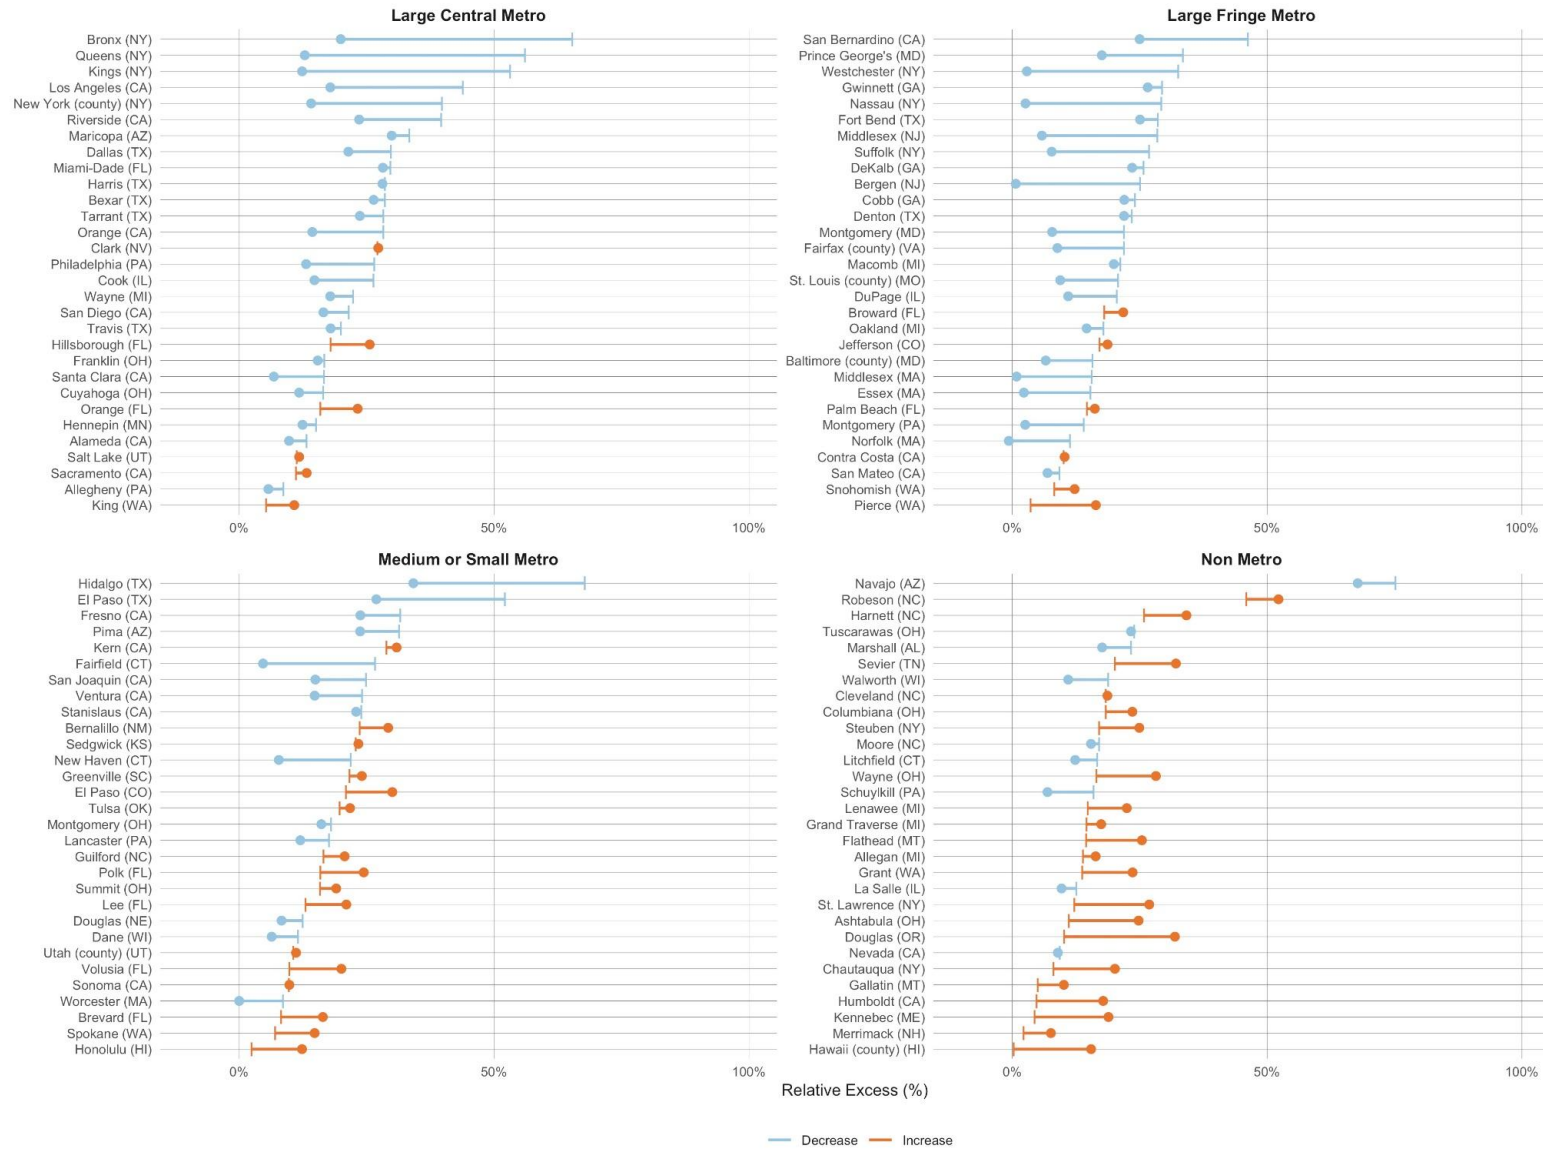 Large Central Metro
Bronx (NY)
Queens (NY)
Kings (NY)
Los Angeles (CA)
New York (county) (NY)
Riverside (CA)
Maricopa (AZ)
Dallas (TX)
Miami-Dade (FL)
Harris (TX)
Bexar (TX)
Tarrant (TX)
Orange (CA)
Clark (NV)
Philadelphia (PA)
Cook (IL)
Wayne (MI)
San Diego (CA)
Travis (TX)
Hillsborough (FL)
Franklin (OH)
Santa Clara (CA)
Cuyahoga (OH)
Orange (FL)
Hennepin (MN)
Alameda (CA)
Salt Lake (UT)
Sacramento (CA)
Allegheny (PA)
King (WA)
0% 50% 100%
Large Fringe Metro
San Bernardino (CA)
Prince George's (MD)
Westchester (NY)
Gwinnett (GA)
Nassau (NY)
Fort Bend (TX)
Middlesex (NJ)
Suffolk (NY)
DeKalb (GA)
Bergen (NJ)
Cobb (GA)
Denton (TX)
Montgomery (MD)
Fairfax (county) (VA)
Macomb (MI)
St. Louis (county) (MO)
DuPage (IL)
Broward (FL)
Oakland (MI)
Jefferson (CO)
Baltimore (county) (MD)
Middlesex (MA)
Essex (MA)
Palm Beach (FL)
Montgomery (PA)
Norfolk (MA)
Contra Costa (CA)
San Mateo (CA)
Snohomish (WA)
Pierce (WA)
0% 50% 100%
Medium or Small Metro
Hidalgo (TX)
El Paso (TX)
Fresno (CA)
Pima (AZ)
Kern (CA)
Fairfield (CT)
San Joaquin (CA)
Ventura (CA)
Stanislaus (CA)
Bernalillo (NM)
Sedgwick (KS)
New Haven (CT)
Greenville (SC)
El Paso (CO)
Tulsa (OK)
Montgomery (OH)
Lancaster (PA)
Guilford (NC)
Polk (FL)
Summit (OH)
Lee (FL)
Douglas (NE)
Dane (WI)
Utah (county) (UT)
Volusia (FL)
Sonoma (CA)
Worcester (MA)
Brevard (FL)
Spokane (WA)
Honolulu (HI)
0% 50% 100%
Non Metro
Navajo (AZ)
Robeson (NC)
Harnett (NC)
Tuscarawas (OH)
Marshall (AL)
Sevier (TN)
Walworth (WI)
Cleveland (NC)
Columbiana (OH)
Steuben (NY)
Moore (NC)
Litchfield (CT)
Wayne (OH)
Schuylkill (PA)
Lenawee (MI)
Grand Traverse (MI)
Flathead (MT)
Allegan (MI)
Grant (WA)
La Salle (IL)
St. Lawrence (NY)
Ashtabula (OH)
Douglas (OR)
Nevada (CA)
Chautauqua (NY)
Gallatin (MT)
Humboldt (CA)
Kennebec (ME)
Merrimack (NH)
Hawaii (county) (HI)
0% 50% 100%
Relative Excess (%)
Decrease Increase